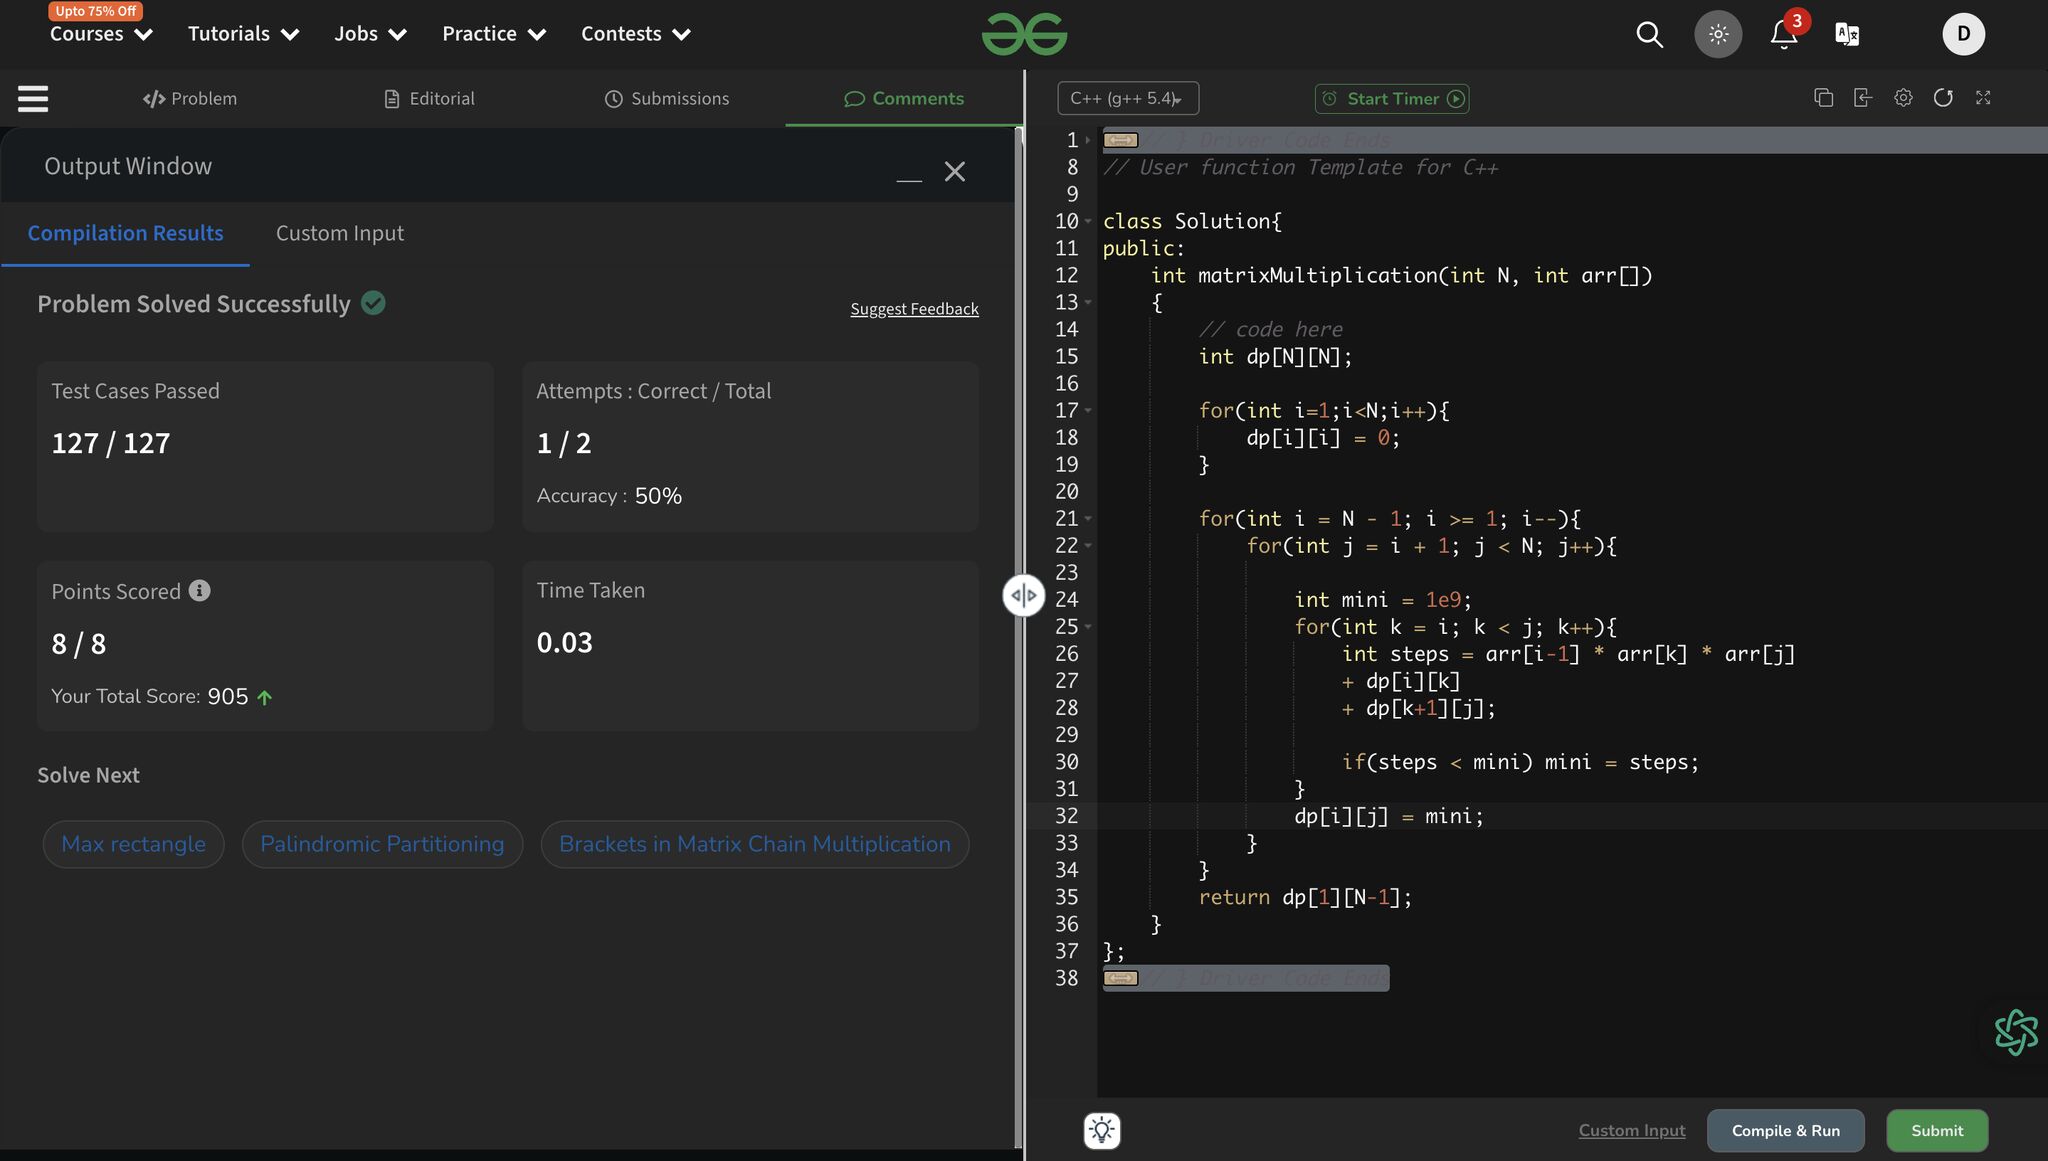 Upto 75% Off
Courses Tutorials Jobs Practice Contests
3
D
</> Problem Editorial Submissions Comments
C++ (g++ 5.4) Start Timer
Output Window
Compilation Results Custom Input
Problem Solved Successfully
Suggest Feedback
Test Cases Passed
127 / 127
Attempts : Correct / Total
1 / 2
Accuracy : 50%
Points Scored
8 / 8
Your Total Score: 905
Time Taken
0.03
Solve Next
Max rectangle Palindromic Partitioning Brackets in Matrix Chain Multiplication
1 // } Driver Code Ends
8 // User function Template for C++
9
10 class Solution{
11 public:
12 int matrixMultiplication(int N, int arr[])
13 {
14 // code here
15 int dp[N][N];
16
17 for(int i=1;i<N;i++){
18 dp[i][i] = 0;
19 }
20
21 for(int i = N - 1; i >= 1; i--){
22 for(int j = i + 1; j < N; j++){
23
24 int mini = 1e9;
25 for(int k = i; k < j; k++){
26 int steps = arr[i-1] * arr[k] * arr[j]
27 + dp[i][k]
28 + dp[k+1][j];
29
30 if(steps < mini) mini = steps;
31 }
32 dp[i][j] = mini;
33 }
34 }
35 return dp[1][N-1];
36 }
37 };
38 // } Driver Code Ends
Custom Input Compile & Run Submit